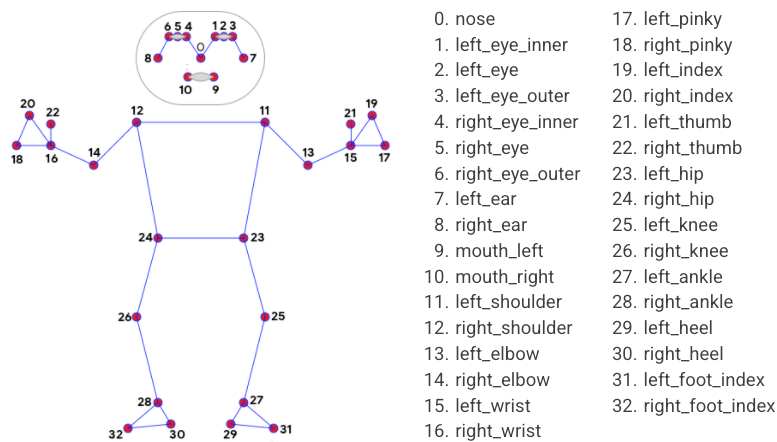 6 5 4 1 2 3
0
8 7
10 9
20 22 12 11 21 19
18 16 14 13 15 17
24 23
26 25
28 27
32 30 29 31
0. nose
1. left_eye_inner
2. left_eye
3. left_eye_outer
4. right_eye_inner
5. right_eye
6. right_eye_outer
7. left_ear
8. right_ear
9. mouth_left
10. mouth_right
11. left_shoulder
12. right_shoulder
13. left_elbow
14. right_elbow
15. left_wrist
16. right_wrist
17. left_pinky
18. right_pinky
19. left_index
20. right_index
21. left_thumb
22. right_thumb
23. left_hip
24. right_hip
25. left_knee
26. right_knee
27. left_ankle
28. right_ankle
29. left_heel
30. right_heel
31. left_foot_index
32. right_foot_index